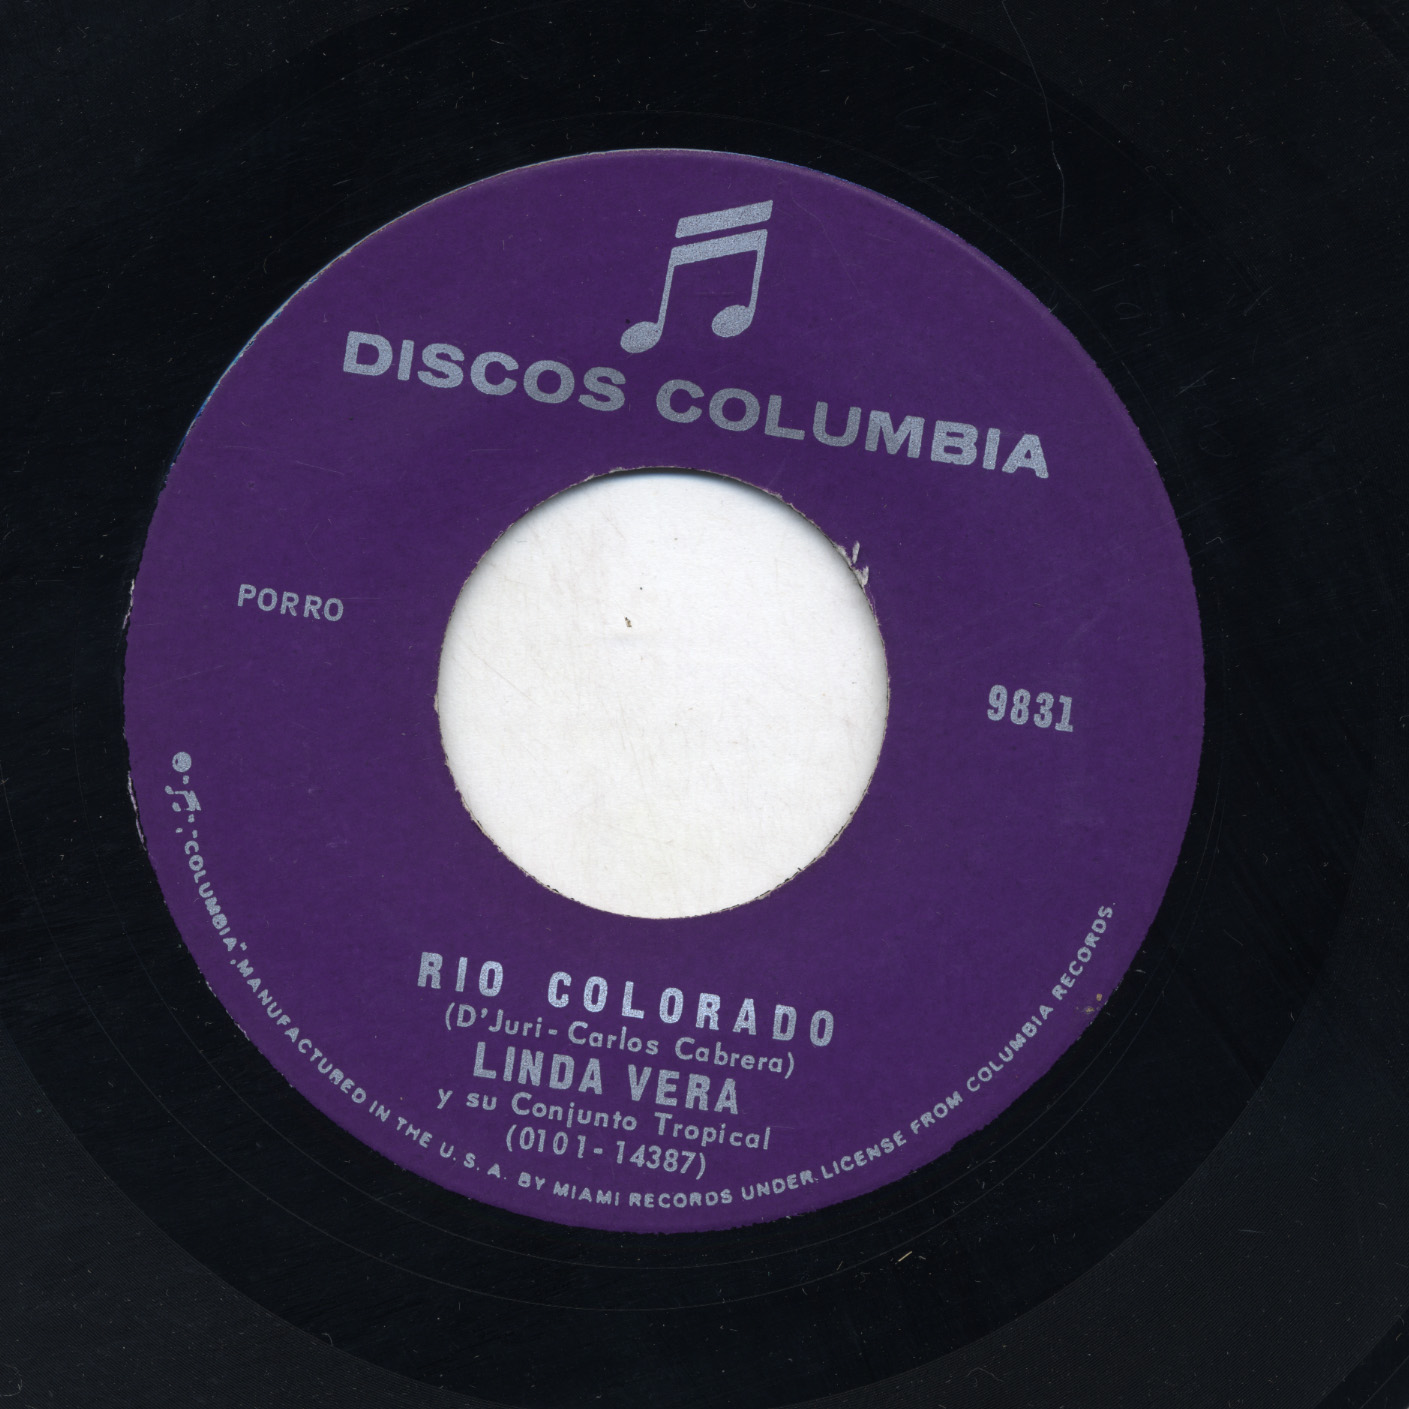 DISCOS COLUMBIA
PORRO
9831
RIO COLORADO
(D'Juri-Carlos Cabrera)
LINDA VERA
y su Conjunto Tropical
(0101-14387)
"COLUMBIA", MANUFACTURED IN THE U.S.A. BY MIAMI RECORDS UNDER LICENSE FROM COLUMBIA RECORDS.